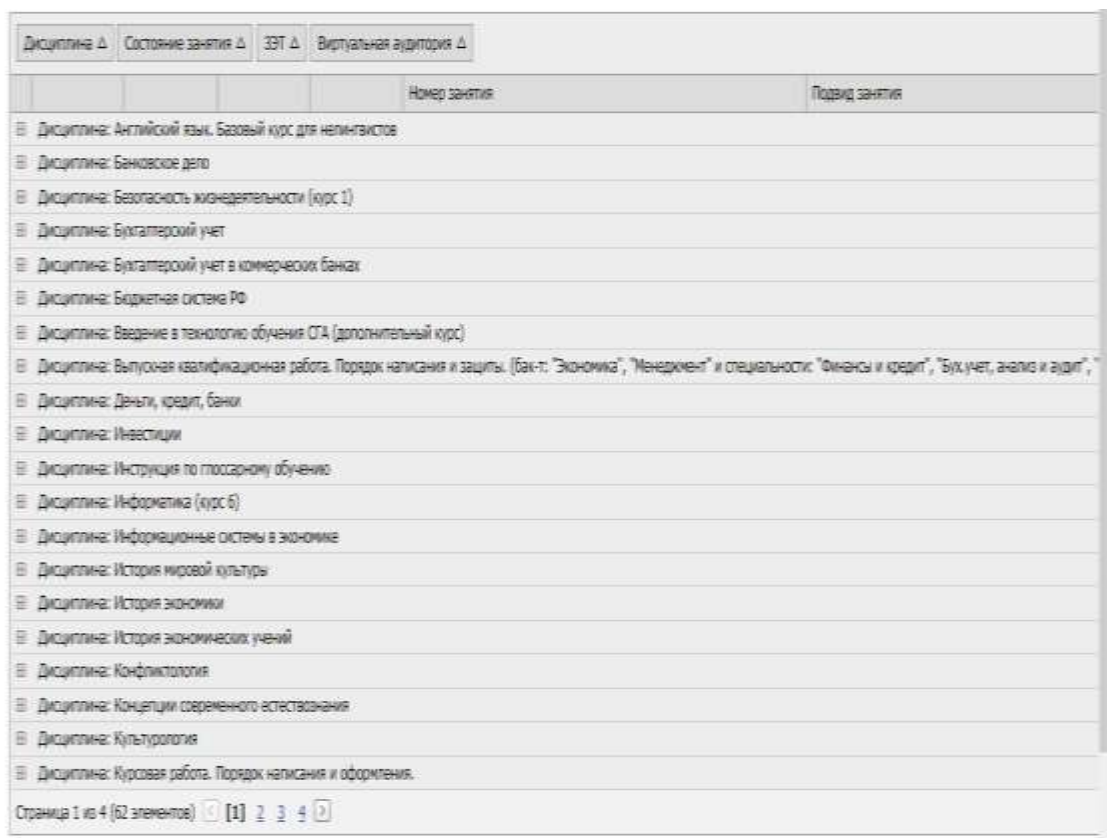 Дисциплина Δ Состояние занятия Δ ЗЭТ Δ Виртуальная аудитория Δ
Номер занятия Подвид занятия
Дисциплина: Английский язык. Базовый курс для нелингвистов
Дисциплина: Банковское дело
Дисциплина: Безопасность жизнедеятельности (курс 1)
Дисциплина: Бухгалтерский учет
Дисциплина: Бухгалтерский учет в коммерческих банках
Дисциплина: Бюджетная система РФ
Дисциплина: Введение в технологию обучения СГА (дополнительный курс)
Дисциплина: Выпускная квалификационная работа. Порядок написания и защиты. (бак-т: "Экономика", "Менеджмент" и специальности: "Финансы и кредит", "Бух.учет, анализ и аудит", "
Дисциплина: Деньги, кредит, банки
Дисциплина: Инвестиции
Дисциплина: Инструкция по глоссарному обучению
Дисциплина: Информатика (курс 6)
Дисциплина: Информационные системы в экономике
Дисциплина: История мировой культуры
Дисциплина: История экономики
Дисциплина: История экономических учений
Дисциплина: Конфликтология
Дисциплина: Концепции современного естествознания
Дисциплина: Культурология
Дисциплина: Курсовая работа. Порядок написания и оформления.
Страница 1 из 4 (62 элементов) < [1] 2 3 4 >